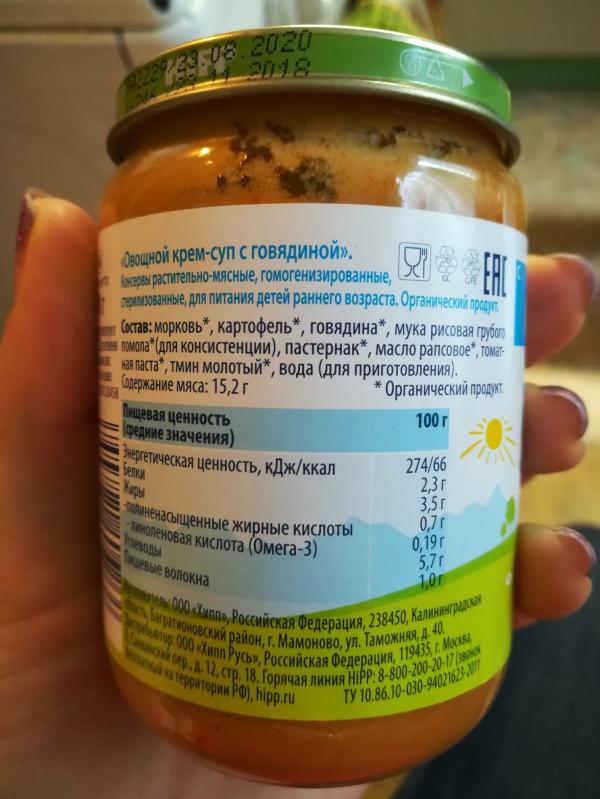 23.08.2020
2018
«Овощной крем-суп с говядиной».
Консервы растительно-мясные, гомогенизированные,
стерилизованные, для питания детей раннего возраста. Органический продукт.
EAC
Состав: морковь*, картофель*, говядина*, мука рисовая грубого
помола*(для консистенции), пастернак*, масло рапсовое*, томат-
ная паста*, тмин молотый*, вода (для приготовления).
Содержание мяса: 15,2 г * Органический продукт.
Пищевая ценность 100 г
(средние значения)
Энергетическая ценность, кДж/ккал 274/66
Белки 2,3 г
Жиры 3,5 г
-полиненасыщенные жирные кислоты 0,7 г
- линоленовая кислота (Омега-3) 0,19 г
Углеводы 5,7 г
Пищевые волокна 1,0 г
Изготовитель: ООО «Хипп», Российская Федерация, 238450, Калининградская
область, Багратионовский район, г. Мамоново, ул. Таможняя, д. 40.
Дистрибьютор: ООО «Хипп Русь», Российская Федерация, 119435, г. Москва,
Б. Саввинский пер., д. 12, стр. 18. Горячая линия HiPP: 8-800-200-20-17 (звонок
бесплатный на территории РФ), hipp.ru ТУ 10.86.10-030-94021623-2017